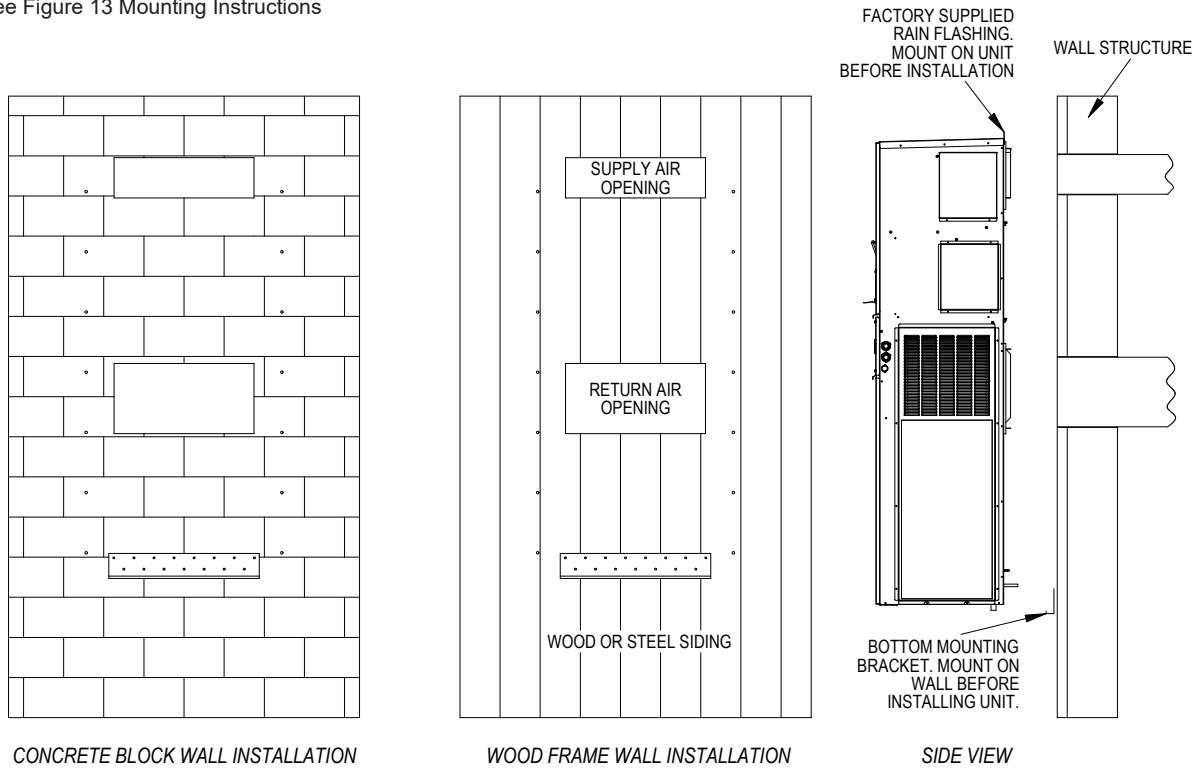 ee Figure 13 Mounting Instructions
FACTORY SUPPLIED
RAIN FLASHING.
MOUNT ON UNIT
BEFORE INSTALLATION
WALL STRUCTURE
SUPPLY AIR
OPENING
RETURN AIR
OPENING
WOOD OR STEEL SIDING
BOTTOM MOUNTING
BRACKET. MOUNT ON
WALL BEFORE
INSTALLING UNIT.
CONCRETE BLOCK WALL INSTALLATION
WOOD FRAME WALL INSTALLATION
SIDE VIEW